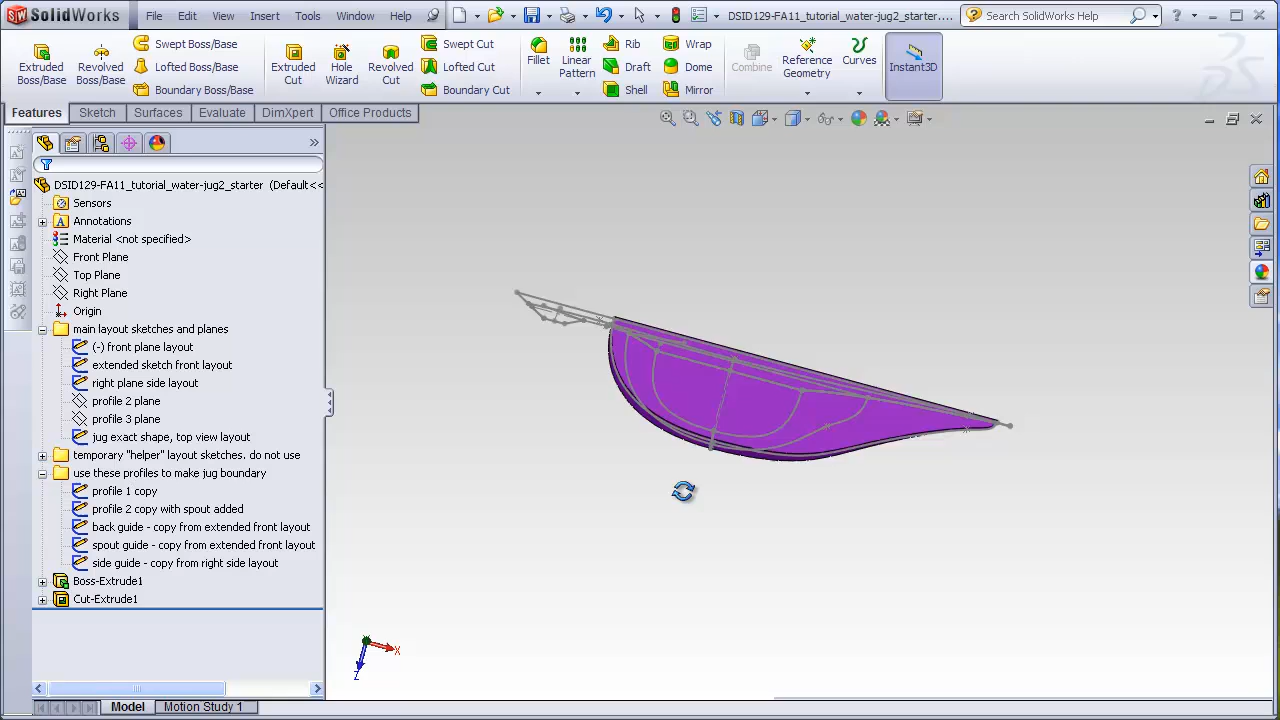 SolidWorks File Edit View Insert Tools Window Help DSID129-FA11_tutorial_water-jug2_starter.... Search SolidWorks Help
Extruded Boss/Base
Revolved Boss/Base
Swept Boss/Base
Lofted Boss/Base
Boundary Boss/Base
Extruded Cut
Hole Wizard
Revolved Cut
Swept Cut
Lofted Cut
Boundary Cut
Fillet
Linear Pattern
Rib
Draft
Shell
Wrap
Dome
Mirror
Combine
Reference Geometry
Curves
Instant3D
Features Sketch Surfaces Evaluate DimXpert Office Products
DSID129-FA11_tutorial_water-jug2_starter (Default<<
Sensors
Annotations
Material <not specified>
Front Plane
Top Plane
Right Plane
Origin
main layout sketches and planes
(-) front plane layout
extended sketch front layout
right plane side layout
profile 2 plane
profile 3 plane
jug exact shape, top view layout
temporary "helper" layout sketches. do not use
use these profiles to make jug boundary
profile 1 copy
profile 2 copy with spout added
back guide - copy from extended front layout
spout guide - copy from extended front layout
side guide - copy from right side layout
Boss-Extrude1
Cut-Extrude1
X
Z
Model Motion Study 1